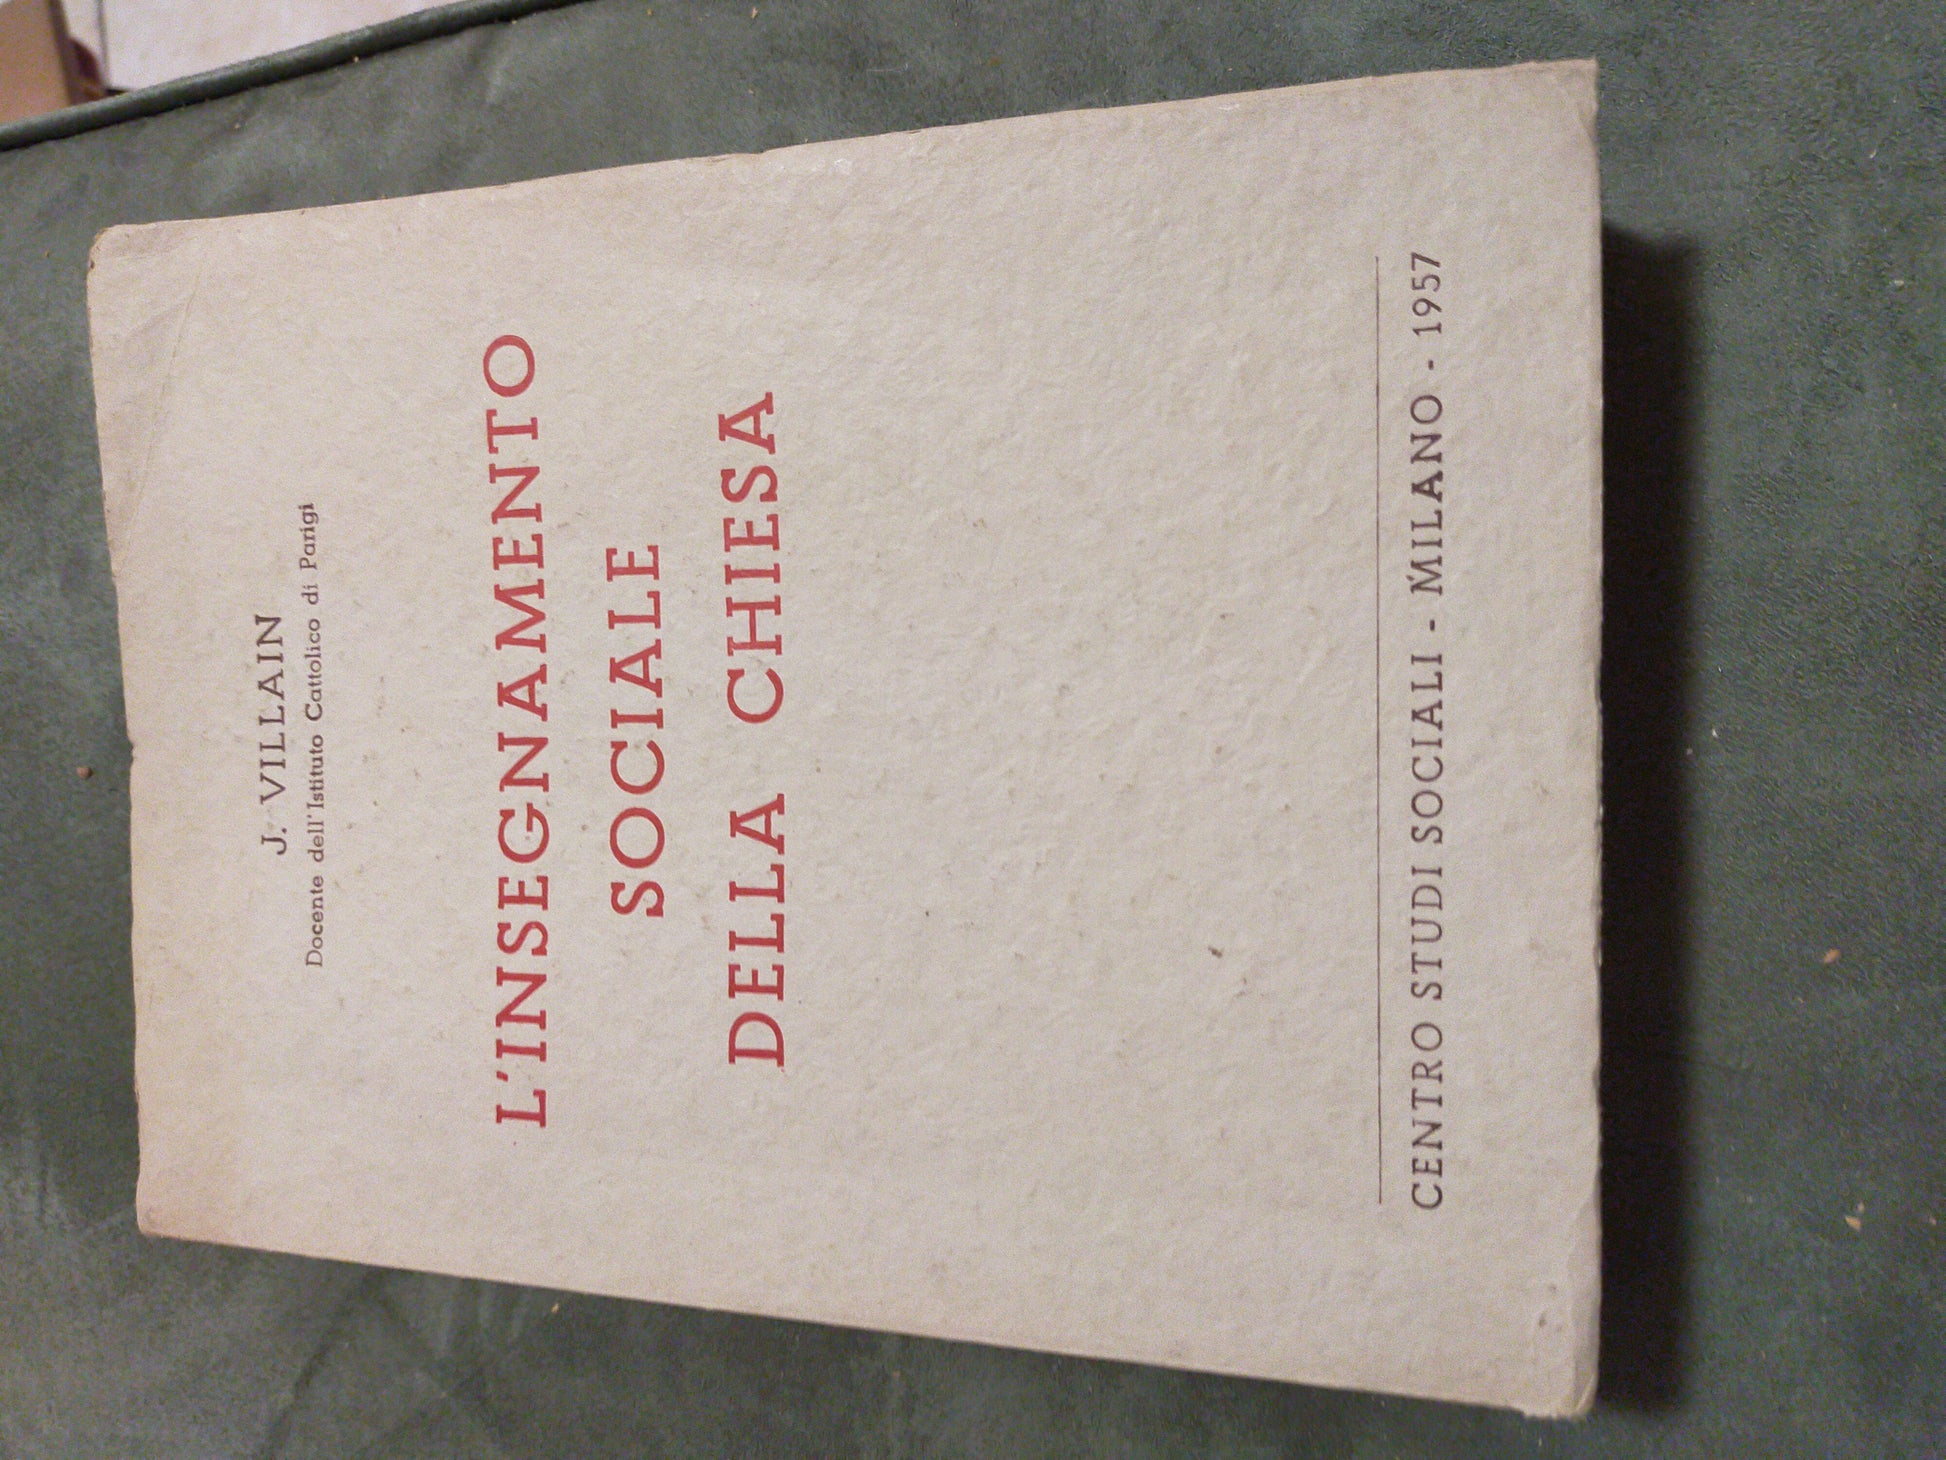 J. VILLAIN
Docente dell'Istituto Cattolico di Parigi
L'INSEGNAMENTO
SOCIALE
DELLA CHIESA
CENTRO STUDI SOCIALI - MILANO - 1957